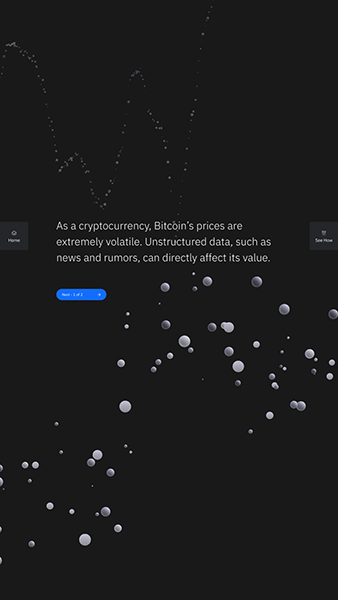 As a cryptocurrency, Bitcoin's prices are
extremely volatile. Unstructured data, such as
Home
See How
news and rumors, can directly affect its value.
Next - 1 of 2